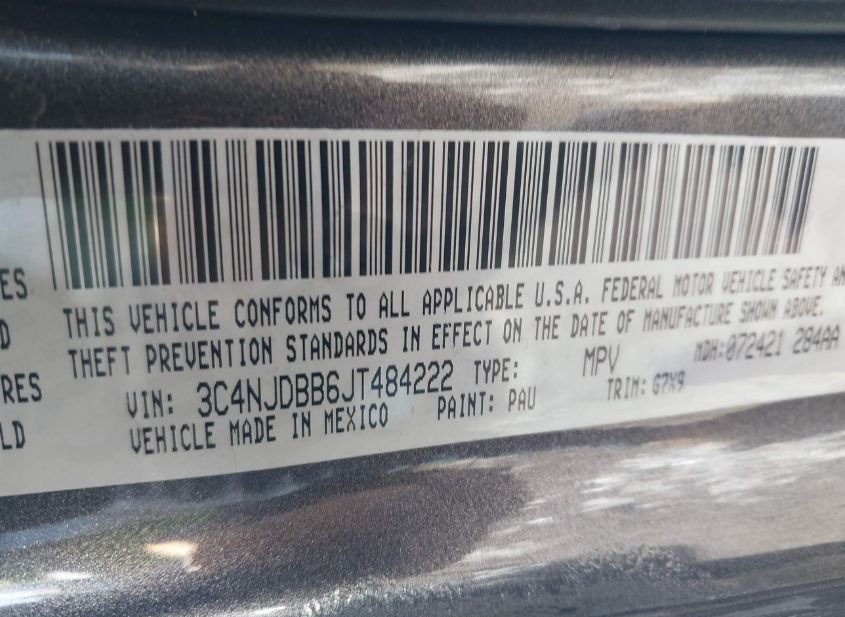 THIS VEHICLE CONFORMS TO ALL APPLICABLE U.S.A. FEDERAL MOTOR VEHICLE SAFETY AN
ES
THEFT PREVENTION STANDARDS IN EFFECT ON THE DATE OF MANUFACTURE SHOWN ABOVE.
D
VIN: 3C4NJDBB6JT484222 TYPE: MPV MDH:072421 284AA
RES
VEHICLE MADE IN MEXICO PAINT: PAU TRIM: G7X9
LD